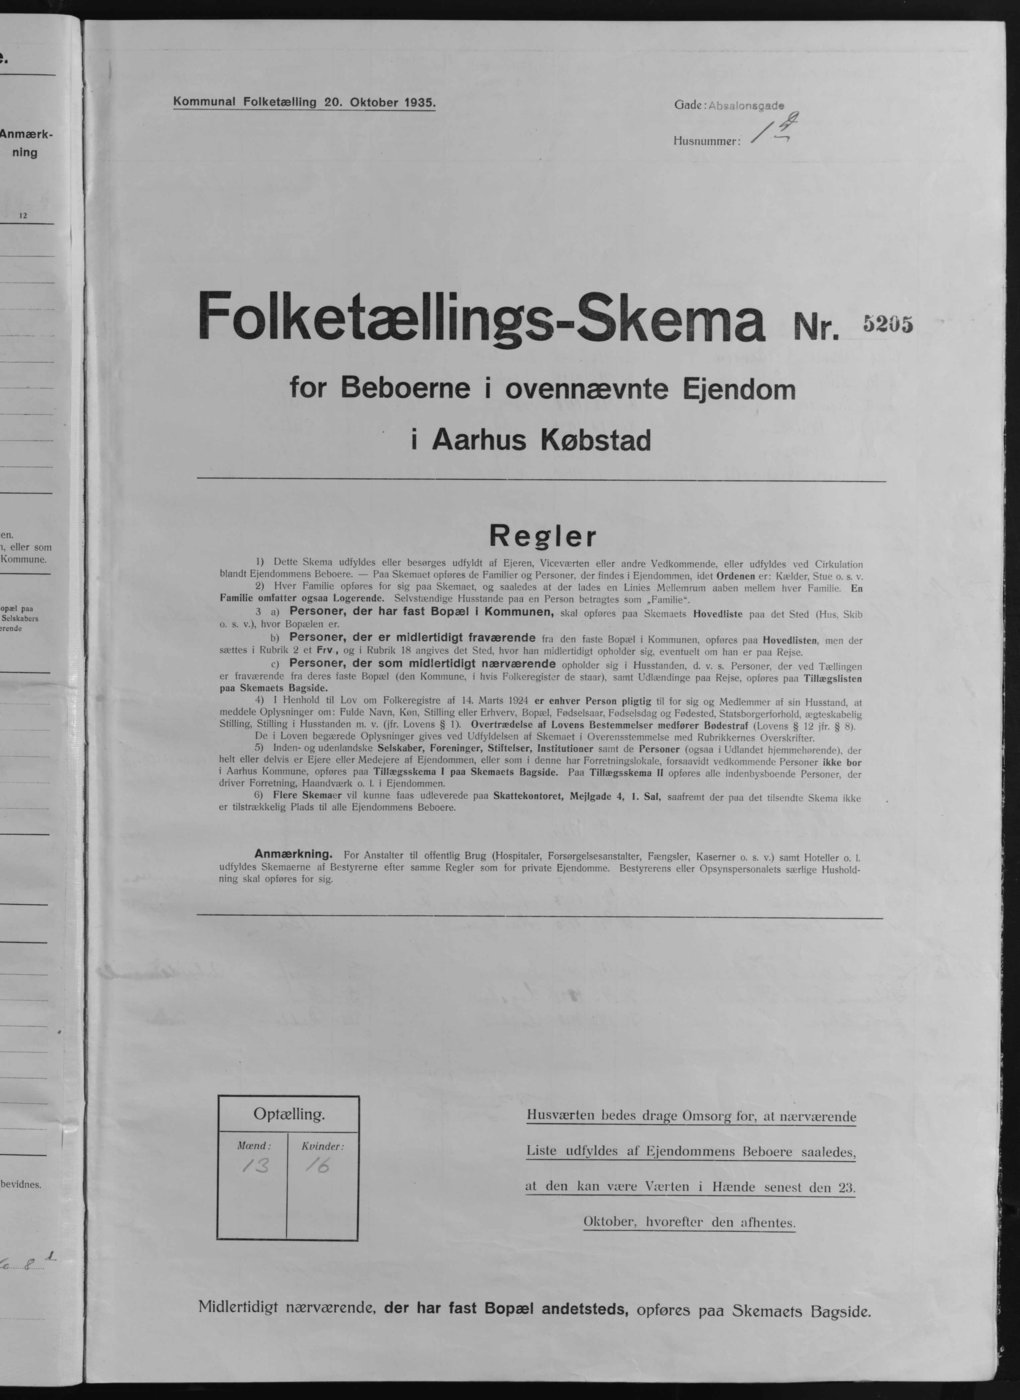 e.
Anmærk-
ning
12
en.
n, eller som
Kommune.
opæl paa
Selskabers
ørende
bevidnes.
Kommunal Folketælling 20. Oktober 1935.
Gade: Absalonsgade
Husnummer: 1
Folketællings-Skema Nr. 5205
for Beboerne i ovennævnte Ejendom
i Aarhus Købstad
Regler
1) Dette Skema udfyldes eller besørges udfyldt af Ejeren, Viceværten eller andre Vedkommende, eller udfyldes ved Cirkulation
blandt Ejendommens Beboere. — Paa Skemaet opføres de Familier og Personer, der findes i Ejendommen, idet Ordenen er: Kælder, Stue o. s. v.
2) Hver Familie opføres for sig paa Skemaet, og saaledes at der lades en Linies Mellemrum aaben mellem hver Familie. En
Familie omfatter ogsaa Logerende. Selvstændige Husstande paa en Person betragtes som „Familie“.
3 a) Personer, der har fast Bopæl i Kommunen, skal opføres paa Skemaets Hovedliste paa det Sted (Hus, Skib
o. s. v.), hvor Bopælen er.
b) Personer, der er midlertidigt fraværende fra den faste Bopæl i Kommunen, opføres paa Hovedlisten, men der
sættes i Rubrik 2 et Frv., og i Rubrik 18 angives det Sted, hvor han midlertidigt opholder sig, eventuelt om han er paa Rejse.
c) Personer, der som midlertidigt nærværende opholder sig i Husstanden, d. v. s. Personer, der ved Tællingen
er fraværende fra deres faste Bopæl (den Kommune, i hvis Folkeregister de staar), samt Udlændinge paa Rejse, opføres paa Tillægslisten
paa Skemaets Bagside.
4) I Henhold til Lov om Folkeregistre af 14. Marts 1924 er enhver Person pligtig til for sig og Medlemmer af sin Husstand, at
meddele Oplysninger om: Fulde Navn, Køn, Stilling eller Erhverv, Bopæl, Fødselsaar, Fødselsdag og Fødested, Statsborgerforhold, ægteskabelig
Stilling, Stilling i Husstanden m. v. (jfr. Lovens § 1). Overtrædelse af Lovens Bestemmelser medfører Bødestraf (Lovens § 12 jfr. § 8).
De i Loven begærede Oplysninger gives ved Udfyldelsen af Skemaet i Overensstemmelse med Rubrikkernes Overskrifter.
5) Inden- og udenlandske Selskaber, Foreninger, Stiftelser, Institutioner samt de Personer (ogsaa i Udlandet hjemmehørende), der
helt eller delvis er Ejere eller Medejere af Ejendommen, eller som i denne har Forretningslokale, forsaavidt vedkommende Personer ikke bor
i Aarhus Kommune, opføres paa Tillægsskema I paa Skemaets Bagside. Paa Tillægsskema II opføres alle indenbysboende Personer, der
driver Forretning, Haandværk o. l. i Ejendommen.
6) Flere Skemaer vil kunne faas udleverede paa Skattekontoret, Mejlgade 4, 1. Sal, saafremt der paa det tilsendte Skema ikke
er tilstrækkelig Plads til alle Ejendommens Beboere.
Anmærkning. For Anstalter til offentlig Brug (Hospitaler, Forsørgelsesanstalter, Fængsler, Kaserner o. s. v.) samt Hoteller o. l.
udfyldes Skemaerne af Bestyrerne efter samme Regler som for private Ejendomme. Bestyrerens eller Opsynspersonalets særlige Hushold-
ning skal opføres for sig.
Optælling.
Mænd: Kvinder:
13 16
Husværten bedes drage Omsorg for, at nærværende
Liste udfyldes af Ejendommens Beboere saaledes,
at den kan være Værten i Hænde senest den 23.
Oktober, hvorefter den afhentes.
Midlertidigt nærværende, der har fast Bopæl andetsteds, opføres paa Skemaets Bagside.